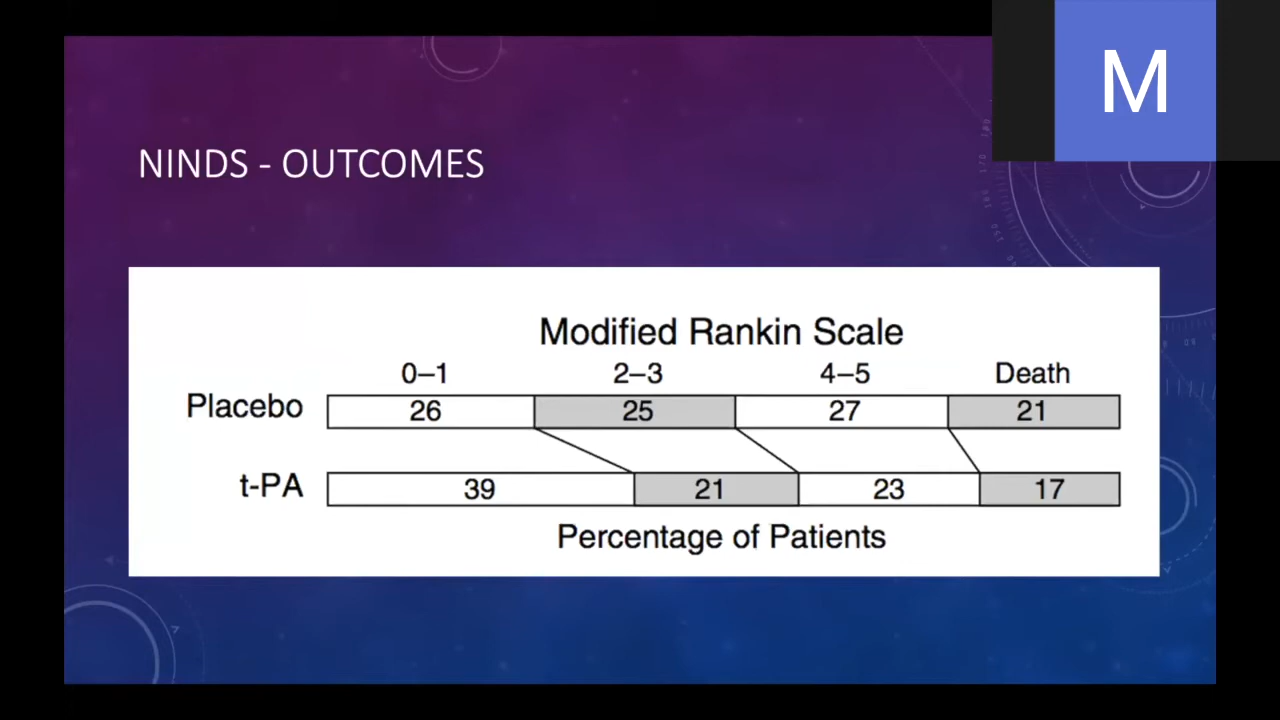 M
NINDS - OUTCOMES
Modified Rankin Scale
0–1 2–3 4–5 Death
Placebo 26 25 27 21
t-PA 39 21 23 17
Percentage of Patients